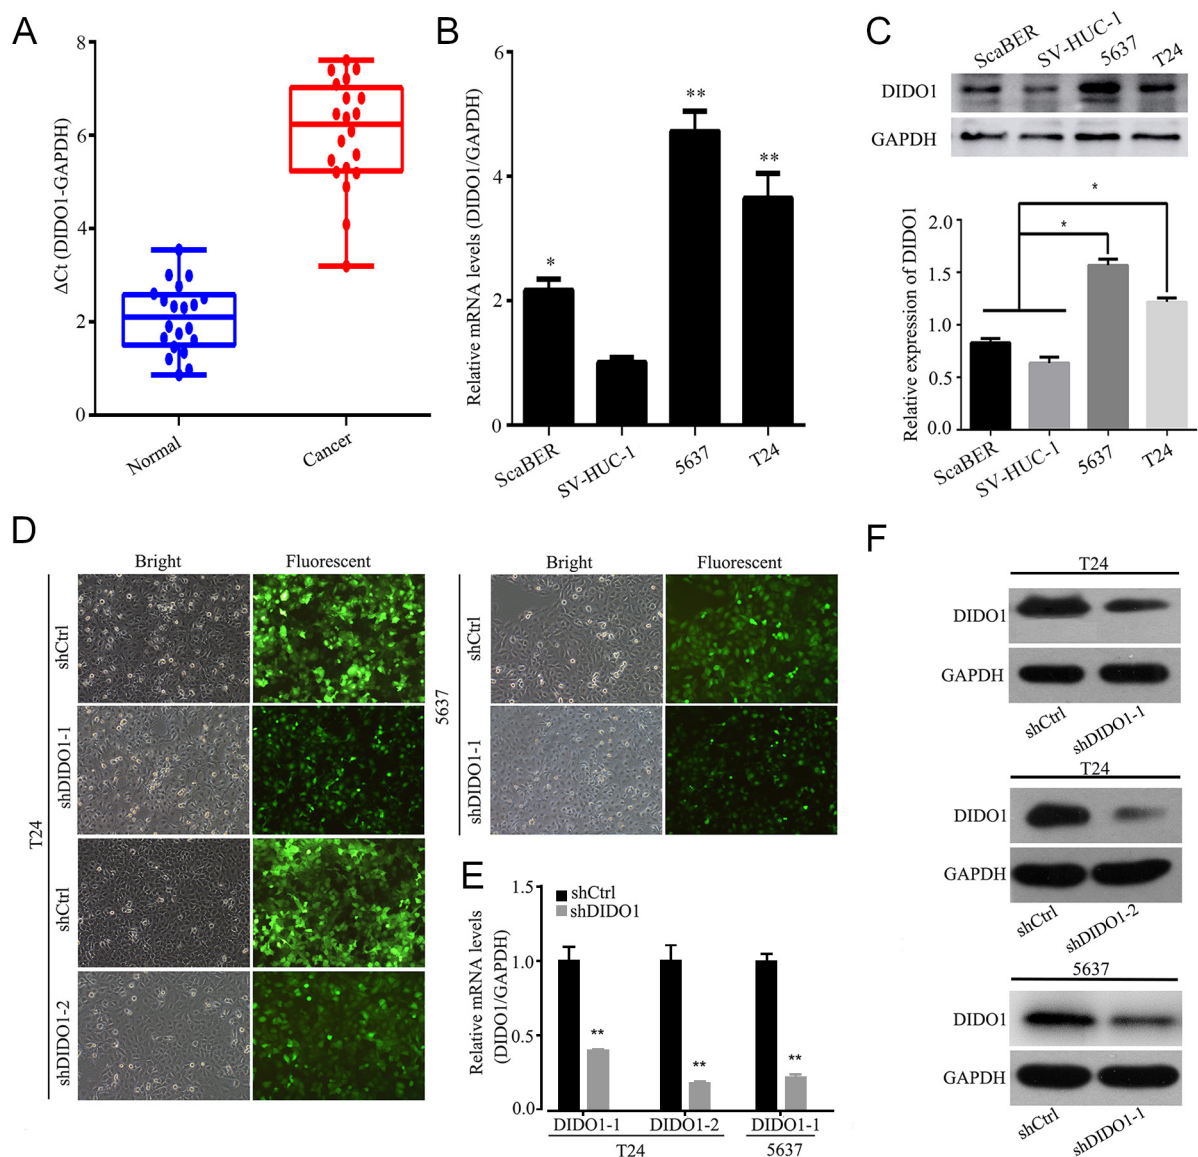 A
ΔCt (DIDO1-GAPDH)
8
6
4
2
0
Normal
Cancer
B
Relative mRNA levels (DIDO1/GAPDH)
6
4
2
0
*
**
**
ScaBER
SV-HUC-1
5637
T24
C
ScaBER
SV-HUC-1
5637
T24
DIDO1
GAPDH
Relative expression of DIDO1
2.0
1.5
1.0
0.5
0.0
*
*
ScaBER
SV-HUC-1
5637
T24
D
Bright
Fluorescent
T24
shCtrl
shDIDO1-1
shCtrl
shDIDO1-2
Bright
Fluorescent
5637
shCtrl
shDIDO1-1
E
Relative mRNA levels
(DIDO1/GAPDH)
1.5
1.0
0.5
0.0
shCtrl
shDIDO1
**
**
**
DIDO1-1
DIDO1-2
DIDO1-1
T24
5637
F
T24
DIDO1
GAPDH
shCtrl
shDIDO1-1
T24
DIDO1
GAPDH
shCtrl
shDIDO1-2
5637
DIDO1
GAPDH
shCtrl
shDIDO1-1